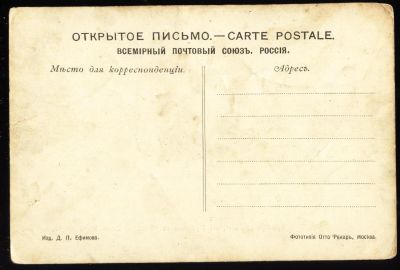 ОТКРЫТОЕ ПИСЬМО.—CARTE POSTALE.
ВСЕМІРНЫЙ ПОЧТОВЫЙ СОЮЗЪ. РОССІЯ.
Мѣсто для корреспонденціи.
Адресъ.
Изд. Д. П. Ефимова.
Фототипія Отто Ренаръ, Москва.